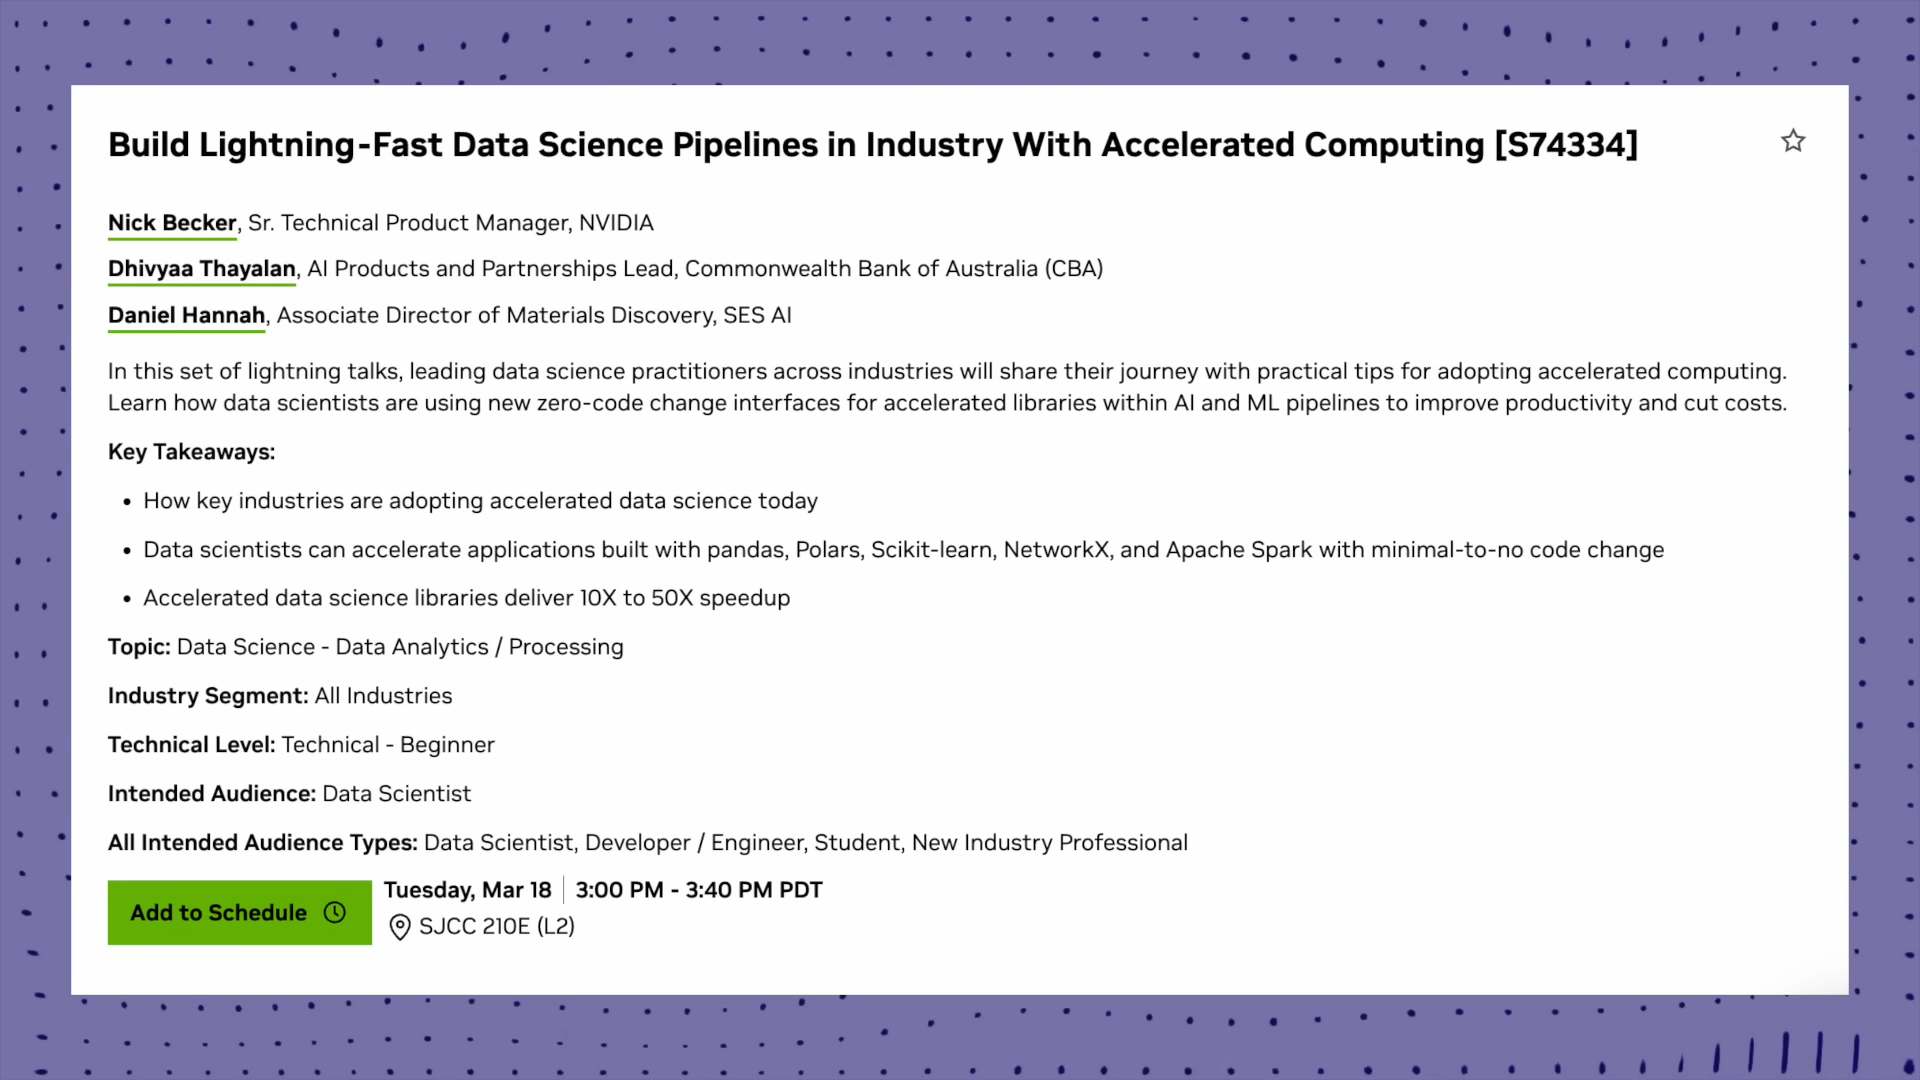 Build Lightning-Fast Data Science Pipelines in Industry With Accelerated Computing [S74334]
Nick Becker, Sr. Technical Product Manager, NVIDIA
Dhivyaa Thayalan, AI Products and Partnerships Lead, Commonwealth Bank of Australia (CBA)
Daniel Hannah, Associate Director of Materials Discovery, SES AI
In this set of lightning talks, leading data science practitioners across industries will share their journey with practical tips for adopting accelerated computing.
Learn how data scientists are using new zero-code change interfaces for accelerated libraries within AI and ML pipelines to improve productivity and cut costs.
Key Takeaways:
• How key industries are adopting accelerated data science today
• Data scientists can accelerate applications built with pandas, Polars, Scikit-learn, NetworkX, and Apache Spark with minimal-to-no code change
• Accelerated data science libraries deliver 10X to 50X speedup
Topic: Data Science - Data Analytics / Processing
Industry Segment: All Industries
Technical Level: Technical - Beginner
Intended Audience: Data Scientist
All Intended Audience Types: Data Scientist, Developer / Engineer, Student, New Industry Professional
Add to Schedule
Tuesday, Mar 18 | 3:00 PM - 3:40 PM PDT
SJCC 210E (L2)